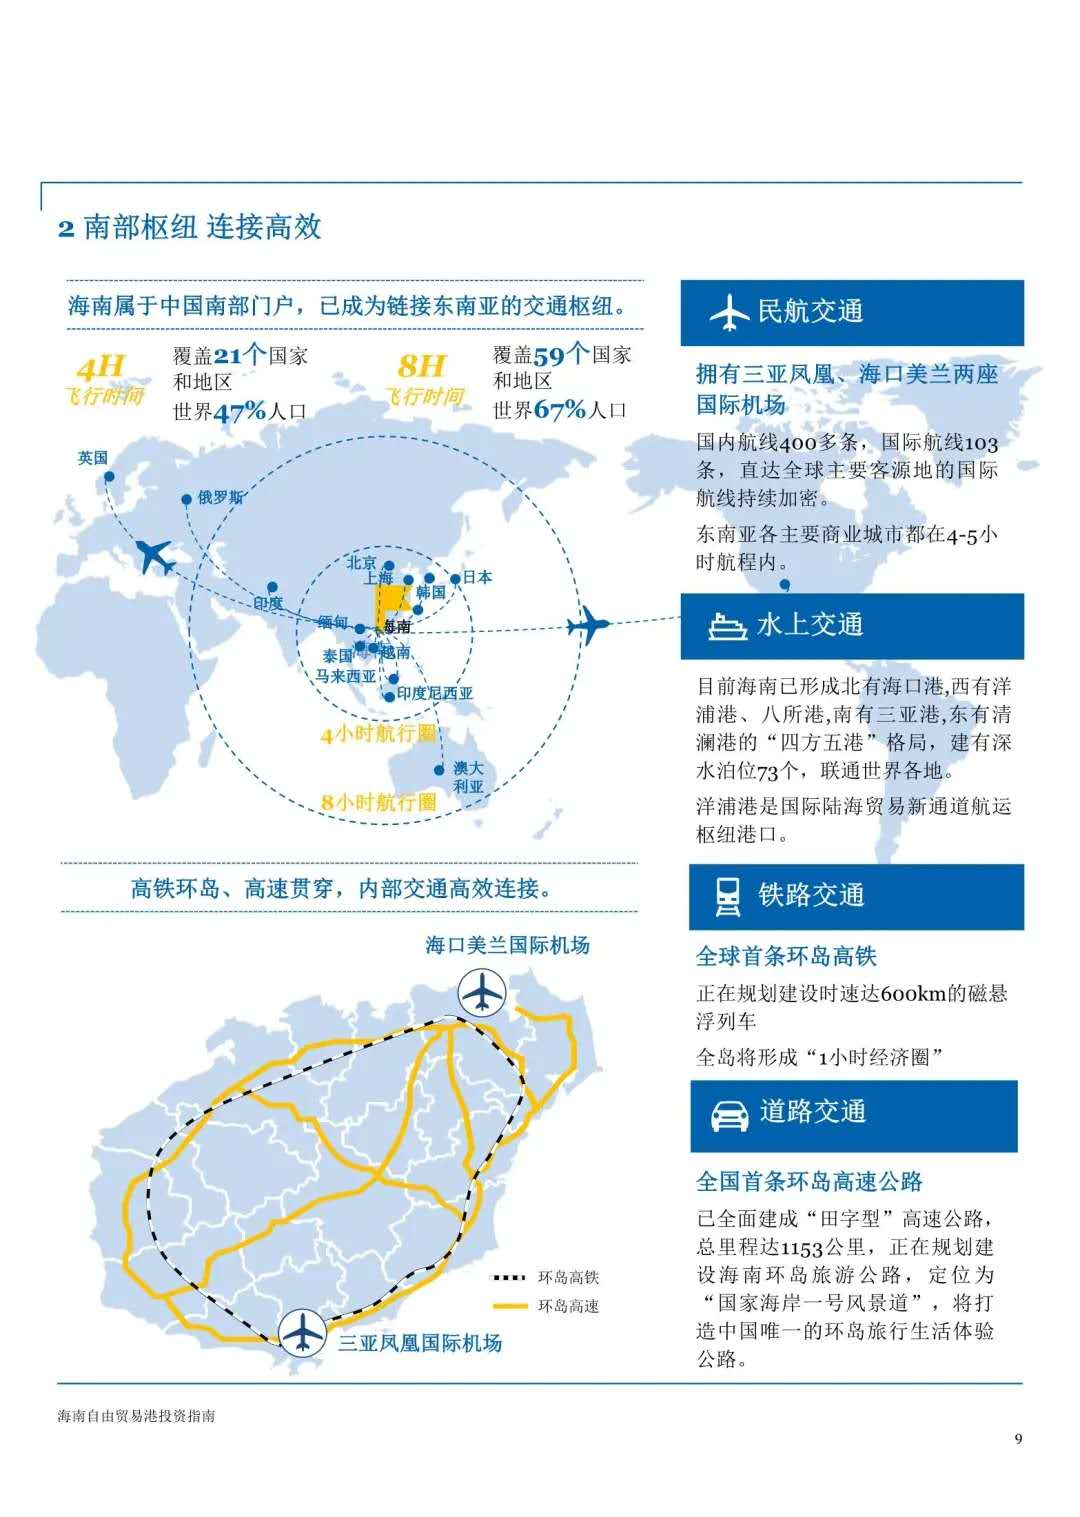 2 南部枢纽 连接高效
海南属于中国南部门户，已成为链接东南亚的交通枢纽。
4H
飞行时间
覆盖21个国家
和地区
世界47%人口
8H
飞行时间
覆盖59个国家
和地区
世界67%人口
英国
俄罗斯
北京
上海
日本
韩国
印度
缅甸
海南
泰国
越南
马来西亚
印度尼西亚
4小时航行圈
澳大
利亚
8小时航行圈
高铁环岛、高速贯穿，内部交通高效连接。
海口美兰国际机场
环岛高铁
环岛高速
三亚凤凰国际机场
民航交通
拥有三亚凤凰、海口美兰两座
国际机场
国内航线400多条，国际航线103
条，直达全球主要客源地的国际
航线持续加密。
东南亚各主要商业城市都在4-5小
时航程内。
水上交通
目前海南已形成北有海口港,西有洋
浦港、八所港,南有三亚港,东有清
澜港的“四方五港”格局，建有深
水泊位73个，联通世界各地。
洋浦港是国际陆海贸易新通道航运
枢纽港口。
铁路交通
全球首条环岛高铁
正在规划建设时速达600km的磁悬
浮列车
全岛将形成“1小时经济圈”
道路交通
全国首条环岛高速公路
已全面建成“田字型”高速公路，
总里程达1153公里，正在规划建
设海南环岛旅游公路，定位为
“国家海岸一号风景道”，将打
造中国唯一的环岛旅行生活体验
公路。
海南自由贸易港投资指南
9